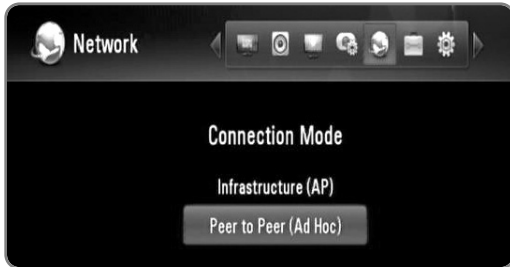 Network
Connection Mode
Infrastructure (AP)
Peer to Peer (Ad Hoc)